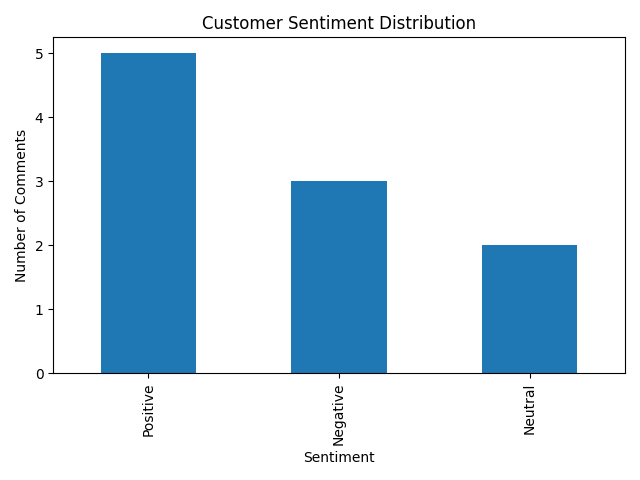 Customer Sentiment Distribution
Number of Comments
5
4
3
2
1
0
Positive
Negative
Neutral
Sentiment